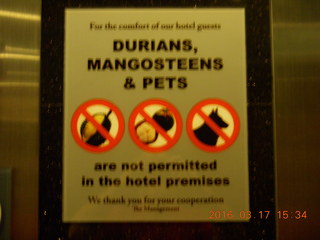 For the comfort of our hotel guests
DURIANS,
MANGOSTEENS
& PETS
are not permitted
in the hotel premises
We thank you for your cooperation
The Management
2016.03.17 15:34